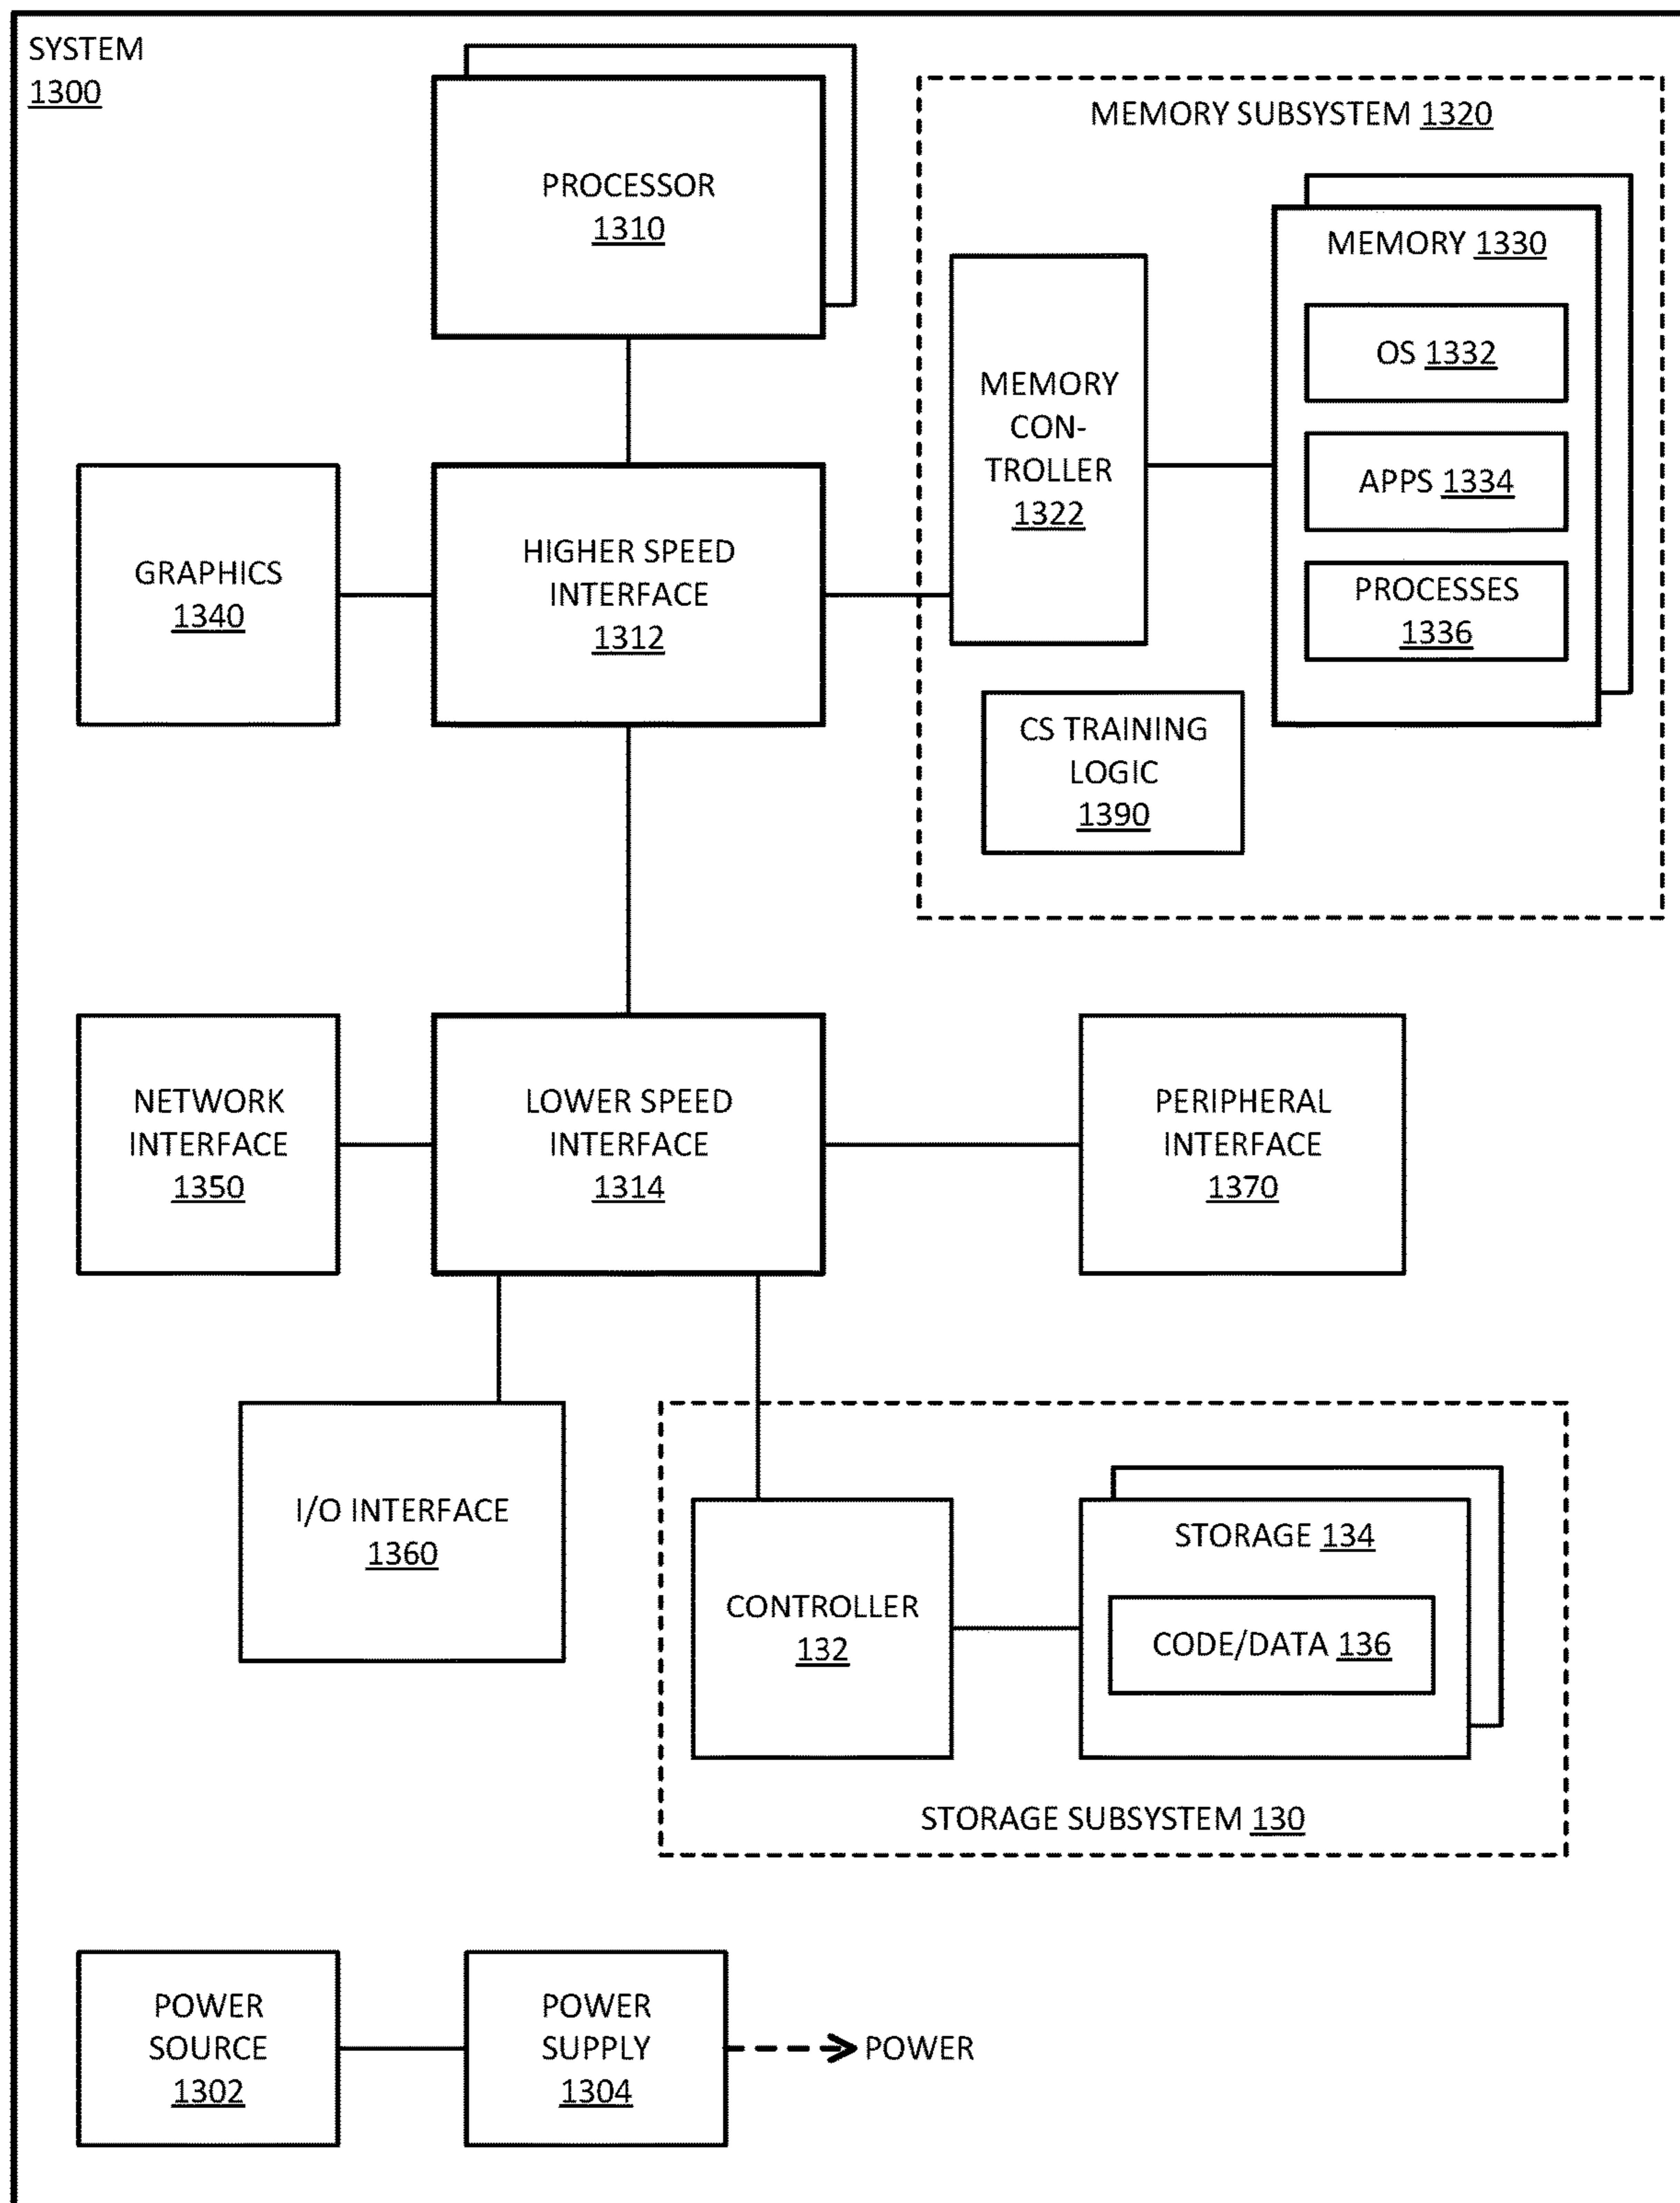 SYSTEM
1300
PROCESSOR
1310
MEMORY SUBSYSTEM 1320
MEMORY
CON-
TROLLER
1322
MEMORY 1330
OS 1332
APPS 1334
PROCESSES
1336
CS TRAINING
LOGIC
1390
GRAPHICS
1340
HIGHER SPEED
INTERFACE
1312
NETWORK
INTERFACE
1350
LOWER SPEED
INTERFACE
1314
PERIPHERAL
INTERFACE
1370
I/O INTERFACE
1360
CONTROLLER
132
STORAGE 134
CODE/DATA 136
STORAGE SUBSYSTEM 130
POWER
SOURCE
1302
POWER
SUPPLY
1304
POWER